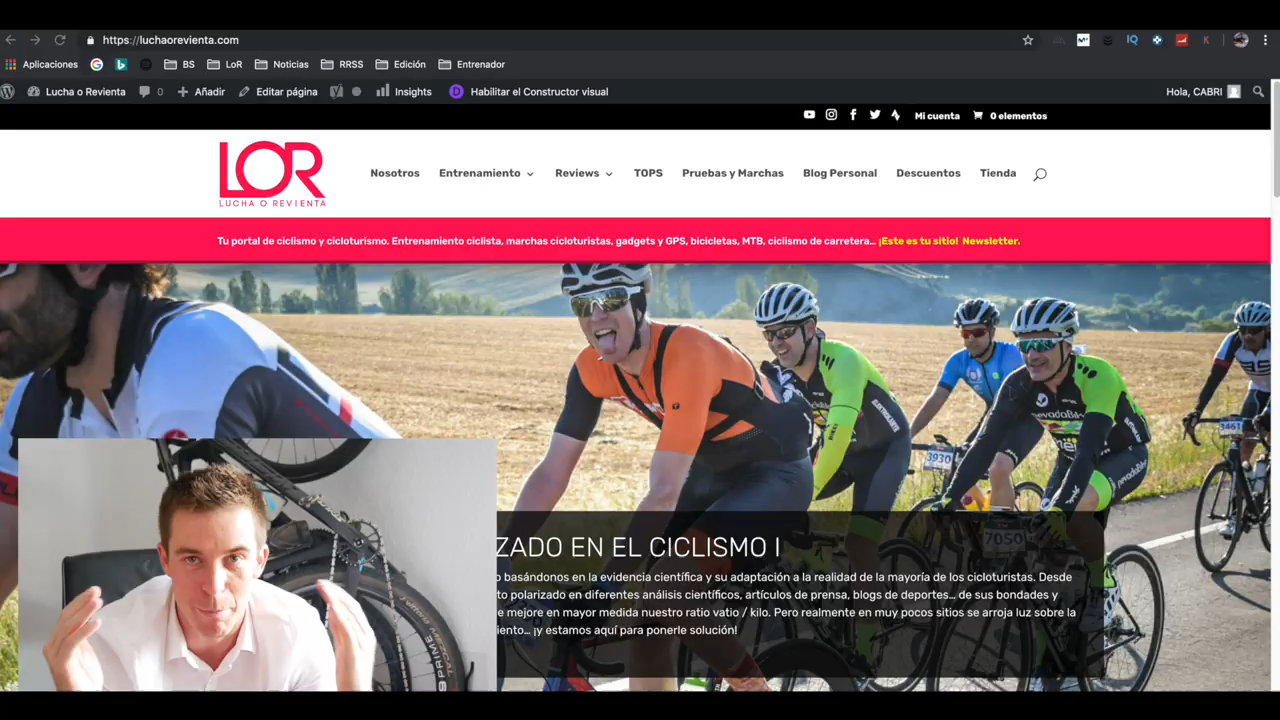 https://luchaorevienta.com
Aplicaciones BS LoR Noticias RRSS Edición Entrenador
Lucha o Revienta 0 Añadir Editar página Insights Habilitar el Constructor visual Hola, CABRI
Mi cuenta 0 elementos
LOR
LUCHA O REVIENTA
Nosotros Entrenamiento Reviews TOPS Pruebas y Marchas Blog Personal Descuentos Tienda
Tu portal de ciclismo y cicloturismo. Entrenamiento ciclista, marchas cicloturistas, gadgets y GPS, bicicletas, MTB, ciclismo de carretera… ¡Este es tu sitio! Newsletter.
3461
3930
7050
ZADO EN EL CICLISMO I
o basándonos en la evidencia científica y su adaptación a la realidad de la mayoría de los cicloturistas. Desde
to polarizado en diferentes análisis científicos, artículos de prensa, blogs de deportes… de sus bondades y
e mejore en mayor medida nuestro ratio vatio / kilo. Pero realmente en muy pocos sitios se arroja luz sobre la
iento… ¡y estamos aquí para ponerle solución!
PRIME